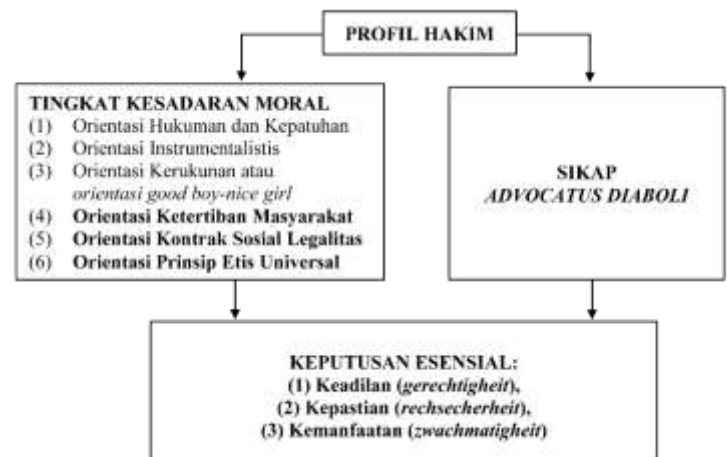 PROFIL HAKIM
TINGKAT KESADARAN MORAL
(1) Orientasi Hukuman dan Kepatuhan
(2) Orientasi Instrumentalistis
(3) Orientasi Kerukunan atau
orientasi good boy-nice girl
(4) Orientasi Ketertiban Masyarakat
(5) Orientasi Kontrak Sosial Legalitas
(6) Orientasi Prinsip Etis Universal
SIKAP
ADVOCATUS DIABOLI
KEPUTUSAN ESENSIAL:
(1) Keadilan (gerechtigheit),
(2) Kepastian (rechsecherheit),
(3) Kemanfaatan (zwachmatigheit)